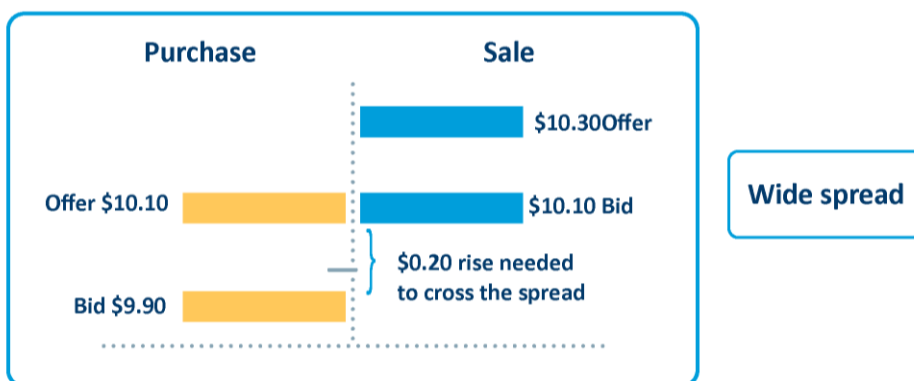 Purchase
Sale
$10.30Offer
Offer $10.10
$10.10 Bid
Wide spread
$0.20 rise needed
to cross the spread
Bid $9.90